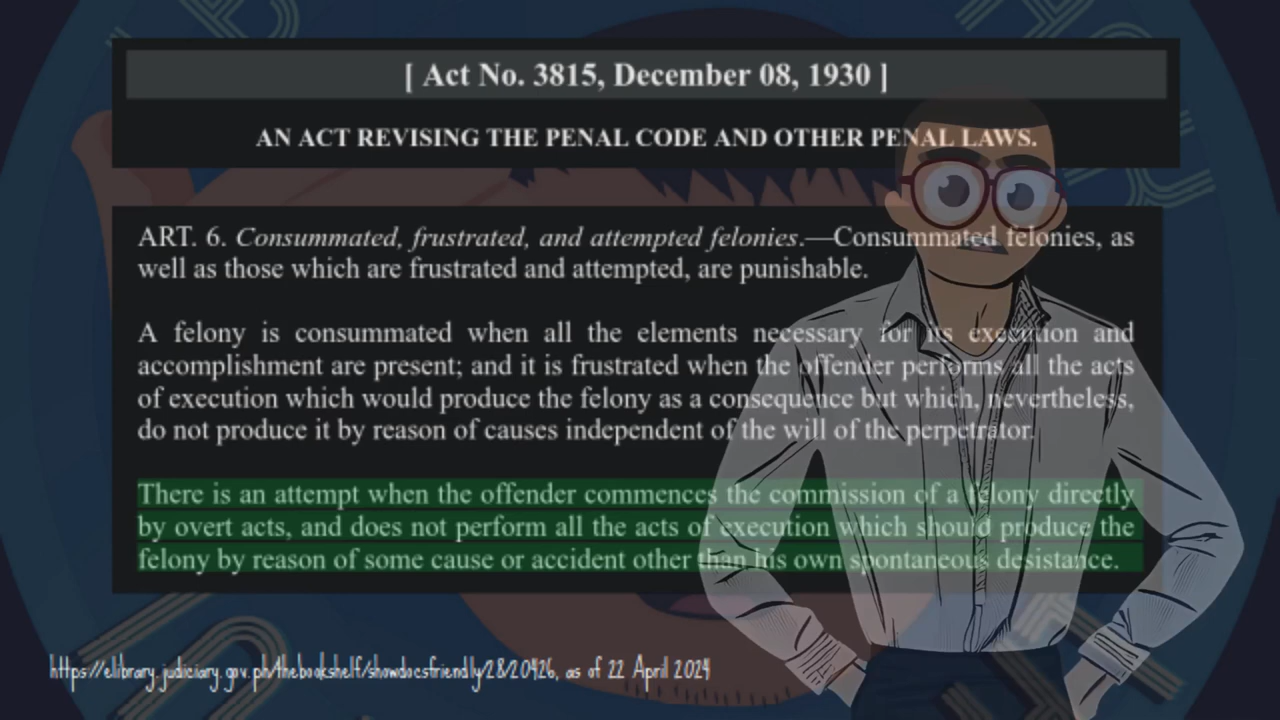 [ Act No. 3815, December 08, 1930 ]
AN ACT REVISING THE PENAL CODE AND OTHER PENAL LAWS.
ART. 6. Consummated, frustrated, and attempted felonies.—Consummated felonies, as
well as those which are frustrated and attempted, are punishable.
A felony is consummated when all the elements necessary for its execution and
accomplishment are present; and it is frustrated when the offender performs all the acts
of execution which would produce the felony as a consequence but which, nevertheless,
do not produce it by reason of causes independent of the will of the perpetrator.
There is an attempt when the offender commences the commission of a felony directly
by overt acts, and does not perform all the acts of execution which should produce the
felony by reason of some cause or accident other than his own spontaneous desistance.
https://elibrary.judiciary.gov.ph/thebookshelf/showdocsfriendly/28/20426, as of 22 April 2024